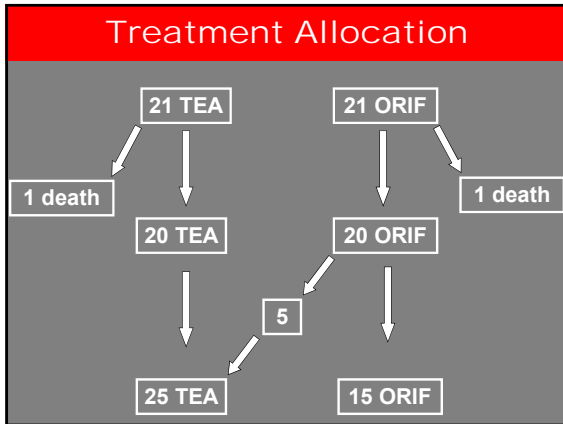 Treatment Allocation
21 TEA 21 ORIF
1 death 1 death
20 TEA 20 ORIF
5
25 TEA 15 ORIF